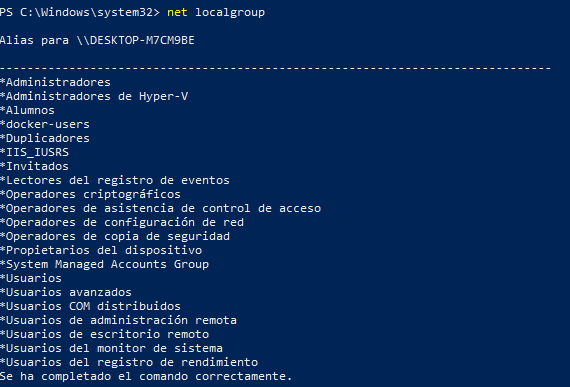 PS C:\Windows\system32> net localgroup
Alias para \\DESKTOP-M7CM9BE
-------------------------------------------------------------------------------
*Administradores
*Administradores de Hyper-V
*Alumnos
*docker-users
*Duplicadores
*IIS_IUSRS
*Invitados
*Lectores del registro de eventos
*Operadores criptográficos
*Operadores de asistencia de control de acceso
*Operadores de configuración de red
*Operadores de copia de seguridad
*Propietarios del dispositivo
*System Managed Accounts Group
*Usuarios
*Usuarios avanzados
*Usuarios COM distribuidos
*Usuarios de administración remota
*Usuarios de escritorio remoto
*Usuarios del monitor de sistema
*Usuarios del registro de rendimiento
Se ha completado el comando correctamente.